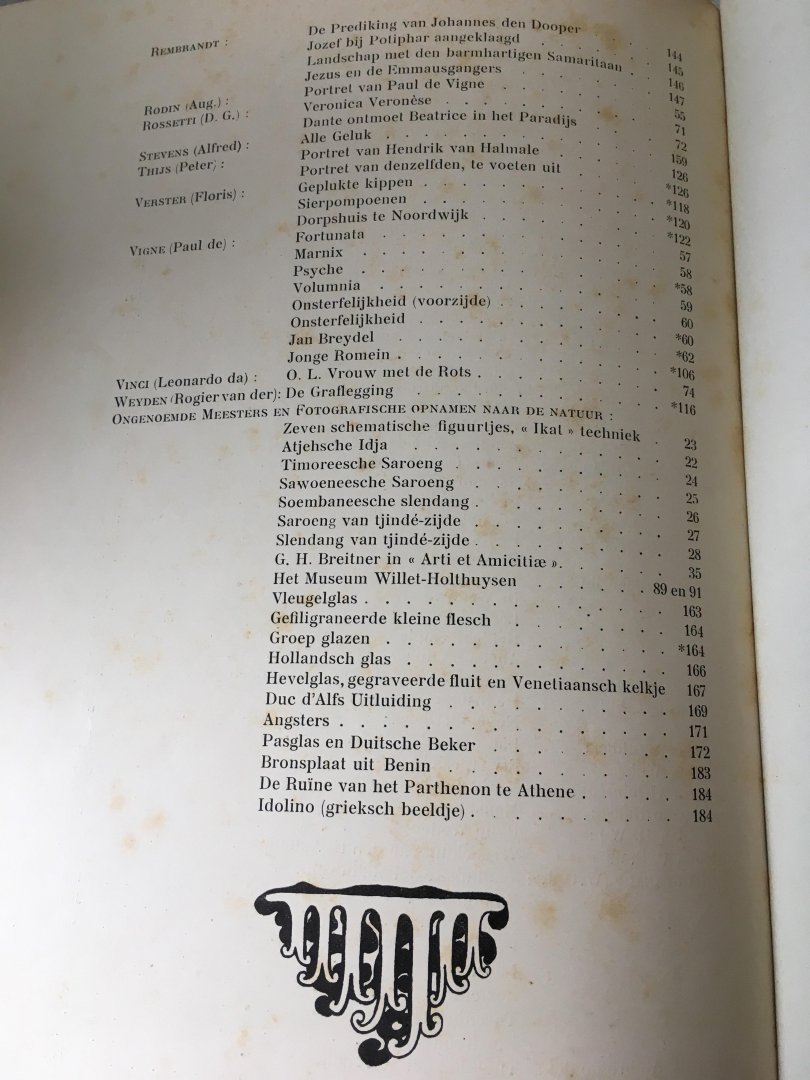 REMBRANDT : De Prediking van Johannes den Dooper . . 144
Jozef bij Potiphar aangeklaagd . . . . 145
Landschap met den barmhartigen Samaritaan . 146
Jezus en de Emmausgangers . . . . . 147
RODIN (Aug.) : Portret van Paul de Vigne . . . . . 55
ROSSETTI (D. G.) : Veronica Veronèse . . . . . . . 71
Dante ontmoet Beatrice in het Paradijs . . 72
STEVENS (Alfred) : Alle Geluk . . . . . . . . 159
THIJS (Peter) : Portret van Hendrik van Halmale . . . . 126
Portret van denzelfden, te voeten uit . . . *126
VERSTER (Floris) : Geplukte kippen . . . . . . . *118
Sierpompoenen . . . . . . . *120
Dorpshuis te Noordwijk . . . . . . *122
VIGNE (Paul de) : Fortunata . . . . . . . . 57
Marnix . . . . . . . . . 58
Psyche . . . . . . . . . *58
Volumnia . . . . . . . . 59
Onsterfelijkheid (voorzijde) . . . . . 60
Onsterfelijkheid . . . . . . . *60
Jan Breydel . . . . . . . . *62
Jonge Romein . . . . . . . . *106
VINCI (Leonardo da) : O. L. Vrouw met de Rots . . . . . . 74
WEYDEN (Rogier van der): De Graflegging . . . . . . . *116
ONGENOEMDE MEESTERS EN FOTOGRAFISCHE OPNAMEN NAAR DE NATUUR :
Zeven schematische figuurtjes, « Ikat » techniek . 23
Atjehsche Idja . . . . . . . 22
Timoreesche Saroeng . . . . . . 24
Sawoeneesche Saroeng . . . . . . 25
Soembaneesche slendang . . . . . . 26
Saroeng van tjindé-zijde . . . . . . 27
Slendang van tjindé-zijde . . . . . . 28
G. H. Breitner in « Arti et Amicitiæ ». . . . 35
Het Museum Willet-Holthuysen . . . . 89 en 91
Vleugelglas . . . . . . . . 163
Gefiligraneerde kleine flesch . . . . . 164
Groep glazen . . . . . . . *164
Hollandsch glas . . . . . . . 166
Hevelglas, gegraveerde fluit en Venetiaansch kelkje 167
Duc d'Alfs Uitluiding . . . . . . 169
Angsters . . . . . . . . . 171
Pasglas en Duitsche Beker . . . . . 172
Bronsplaat uit Benin . . . . . . 183
De Ruïne van het Parthenon te Athene . . . 184
Idolino (grieksch beeldje) . . . . . . 184